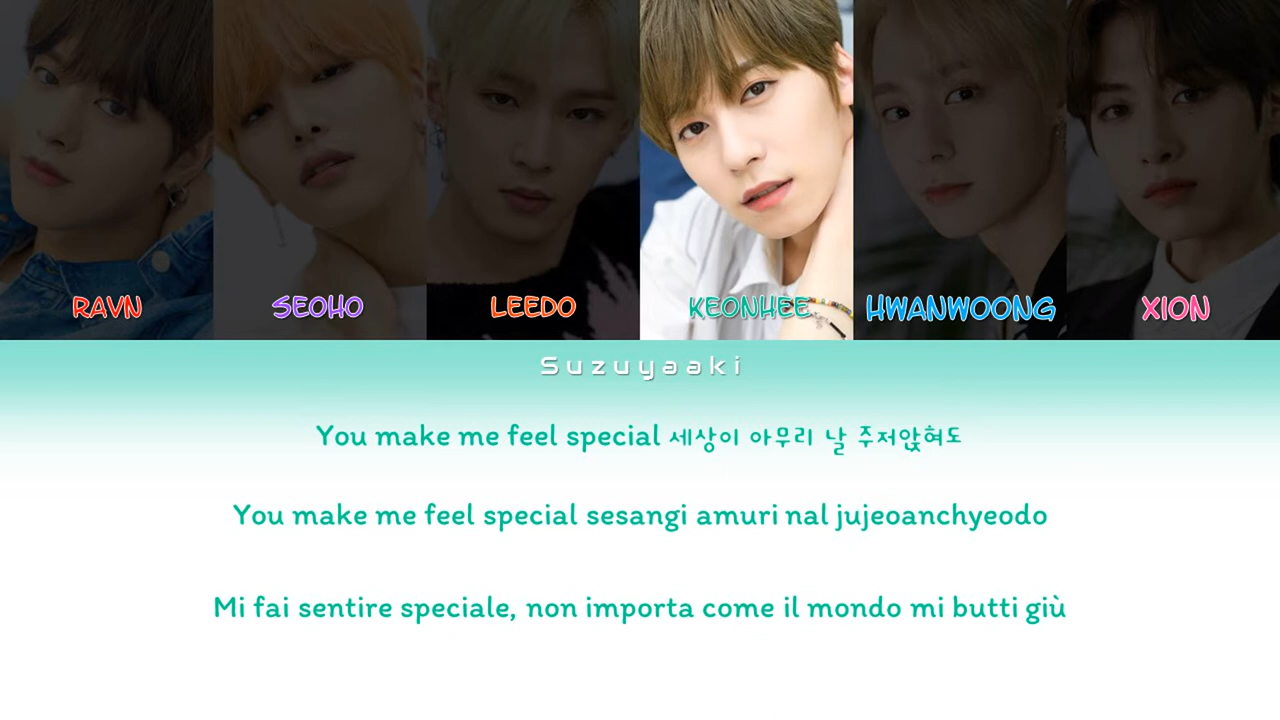 RAVN SEOHO LEEDO KEONHEE HWANWOONG XION
Suzuyaaki
You make me feel special 세상이 아무리 날 주저앉혀도
You make me feel special sesangi amuri nal jujeoanchyeodo
Mi fai sentire speciale, non importa come il mondo mi butti giù